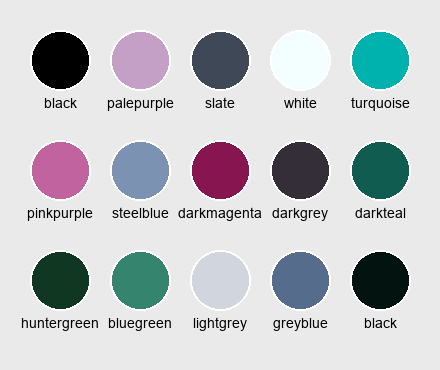 black palepurple slate white turquoise
pinkpurple steelblue darkmagenta darkgrey darkteal
huntergreen bluegreen lightgrey greyblue black